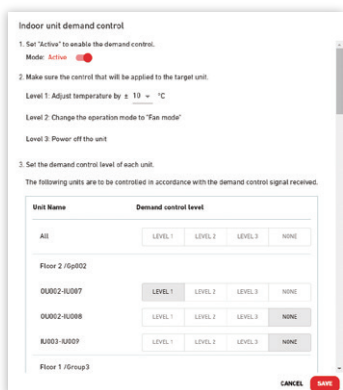 Indoor unit demand control
1. Set "Active" to enable the demand control.
Mode: Active
2. Make sure the control that will be applied to the target unit.
Level 1: Adjust temperature by ± 10 °C
Level 2: Change the operation mode to "Fan mode"
Level 3: Power off the unit
3. Set the demand control level of each unit.
The following units are to be controlled in accordance with the demand control signal received.
Unit Name Demand control level
All LEVEL 1 LEVEL 2 LEVEL 3 NONE
Floor 2 /Gp002
OU002-IU087 LEVEL 1 LEVEL 2 LEVEL 3 NONE
OU002-IU088 LEVEL 1 LEVEL 2 LEVEL 3 NONE
IU003-IU009 LEVEL 1 LEVEL 2 LEVEL 3 NONE
Floor 1 /Group3
CANCEL SAVE